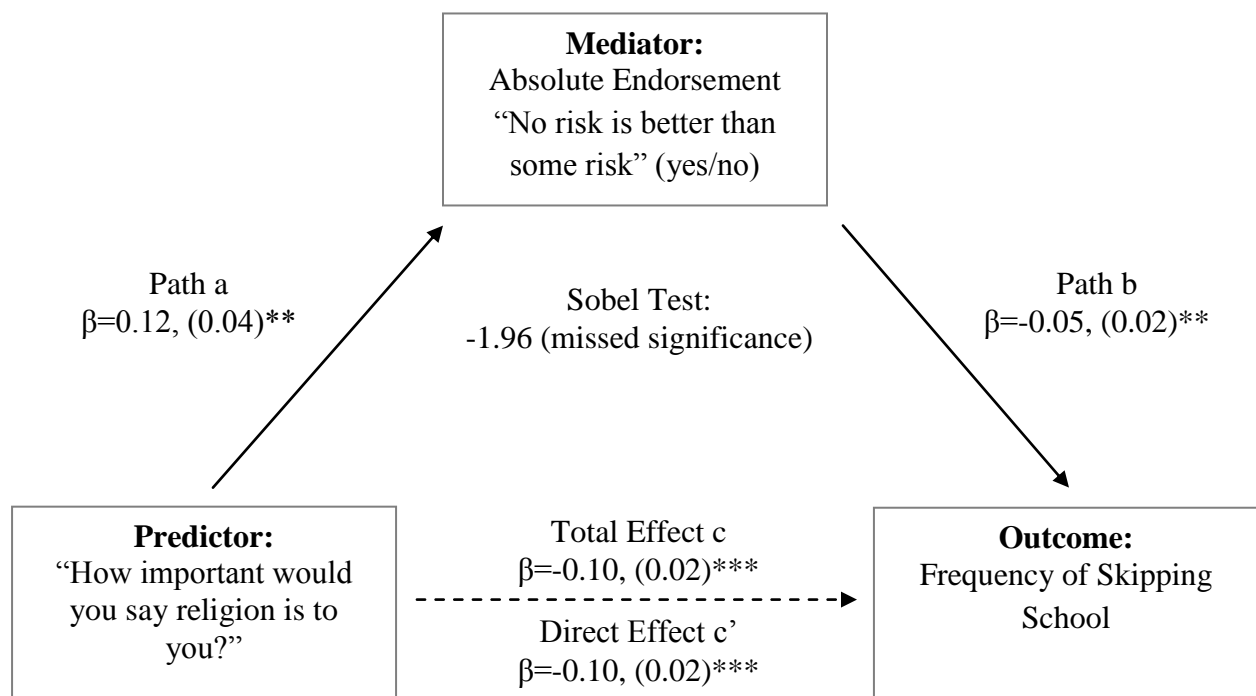 Mediator:
Absolute Endorsement
“No risk is better than
some risk” (yes/no)
Path a
β=0.12, (0.04)**
Sobel Test:
-1.96 (missed significance)
Path b
β=-0.05, (0.02)**
Predictor:
“How important would
you say religion is to
you?”
Total Effect c
β=-0.10, (0.02)***
Direct Effect c’
β=-0.10, (0.02)***
Outcome:
Frequency of Skipping
School